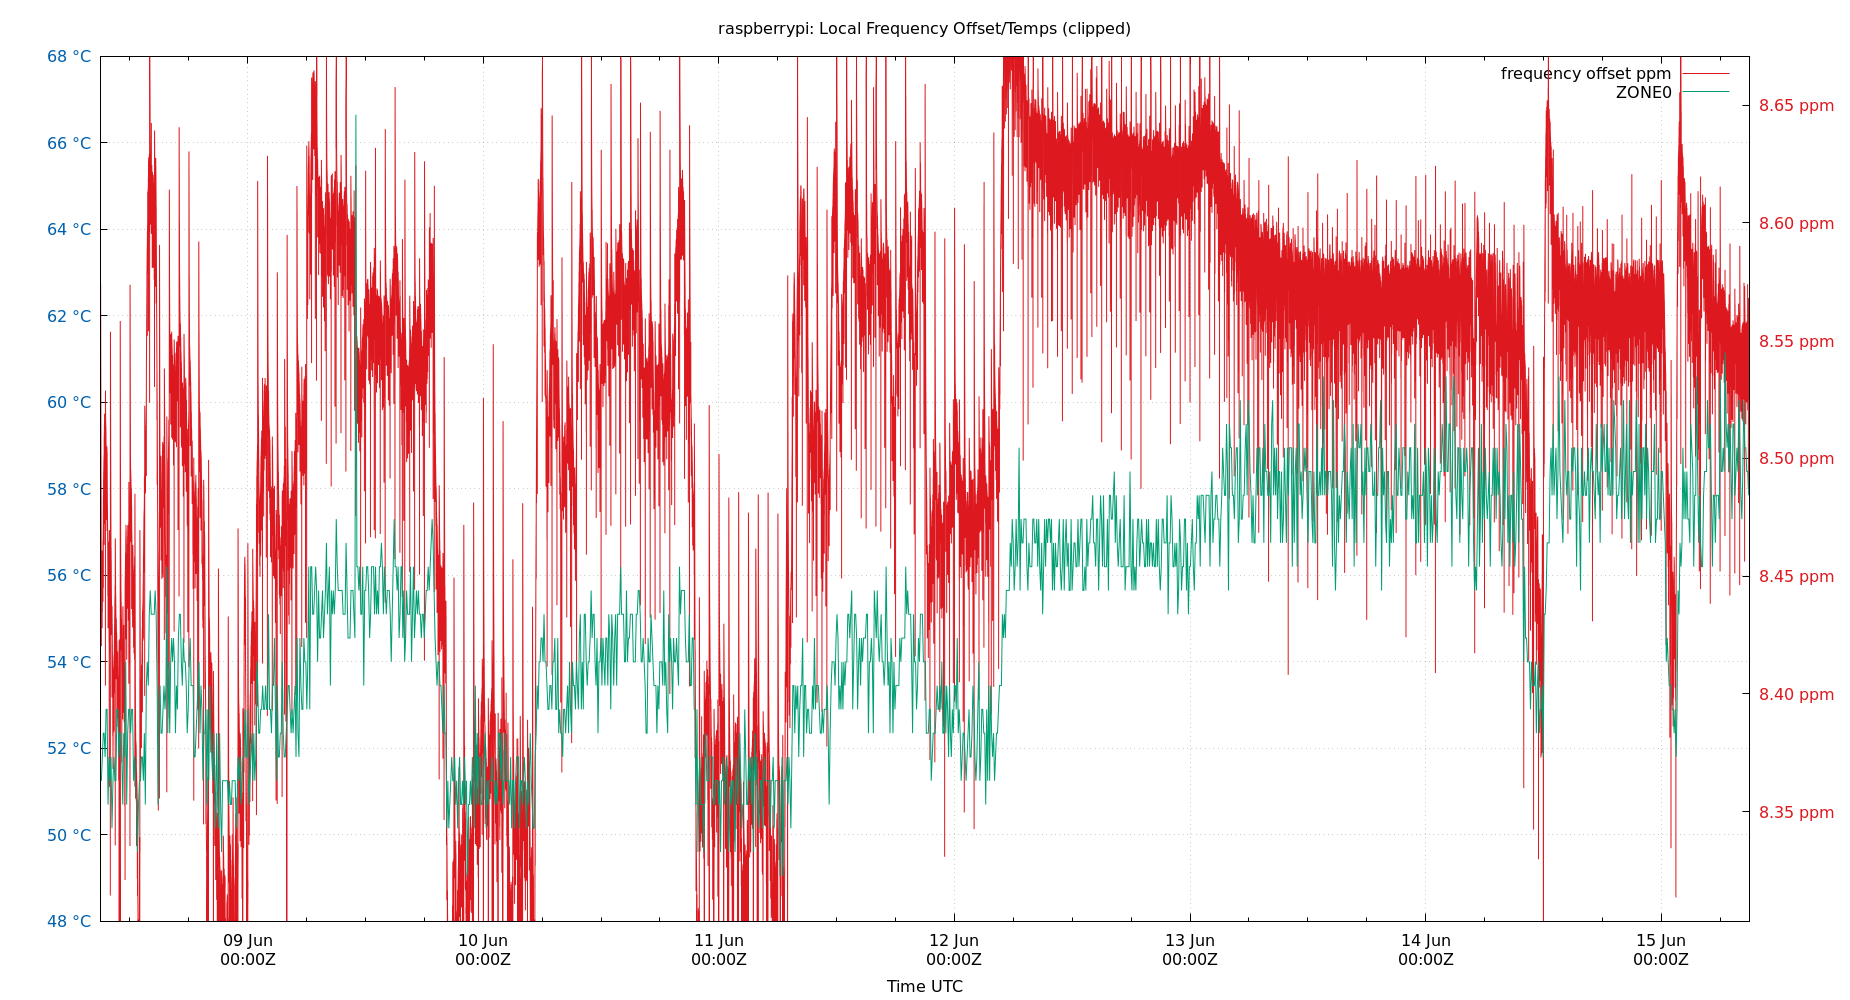 raspberrypi: Local Frequency Offset/Temps (clipped)
frequency offset ppm
ZONE0
68 °C
66 °C
64 °C
62 °C
60 °C
58 °C
56 °C
54 °C
52 °C
50 °C
48 °C
8.65 ppm
8.60 ppm
8.55 ppm
8.50 ppm
8.45 ppm
8.40 ppm
8.35 ppm
09 Jun 10 Jun 11 Jun 12 Jun 13 Jun 14 Jun 15 Jun
00:00Z 00:00Z 00:00Z 00:00Z 00:00Z 00:00Z 00:00Z
Time UTC